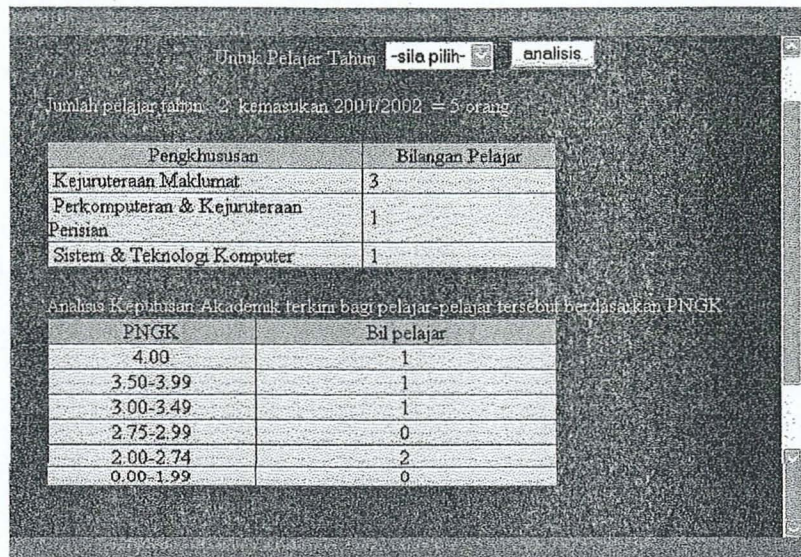 Untuk Pelajar Tahun -sila pilih- analisis
Jumlah pelajar tahun 2 kemasukan 2001/2002 = 5 orang
Pengkhususan Bilangan Pelajar
Kejuruteraan Maklumat 3
Perkomputeran & Kejuruteraan
Perisian 1
Sistem & Teknologi Komputer 1
Analisis Keputusan Akademik terkini bagi pelajar-pelajar tersebut berdasarkan PNGK
PNGK Bil pelajar
4.00 1
3.50-3.99 1
3.00-3.49 1
2.75-2.99 0
2.00-2.74 2
0.00-1.99 0